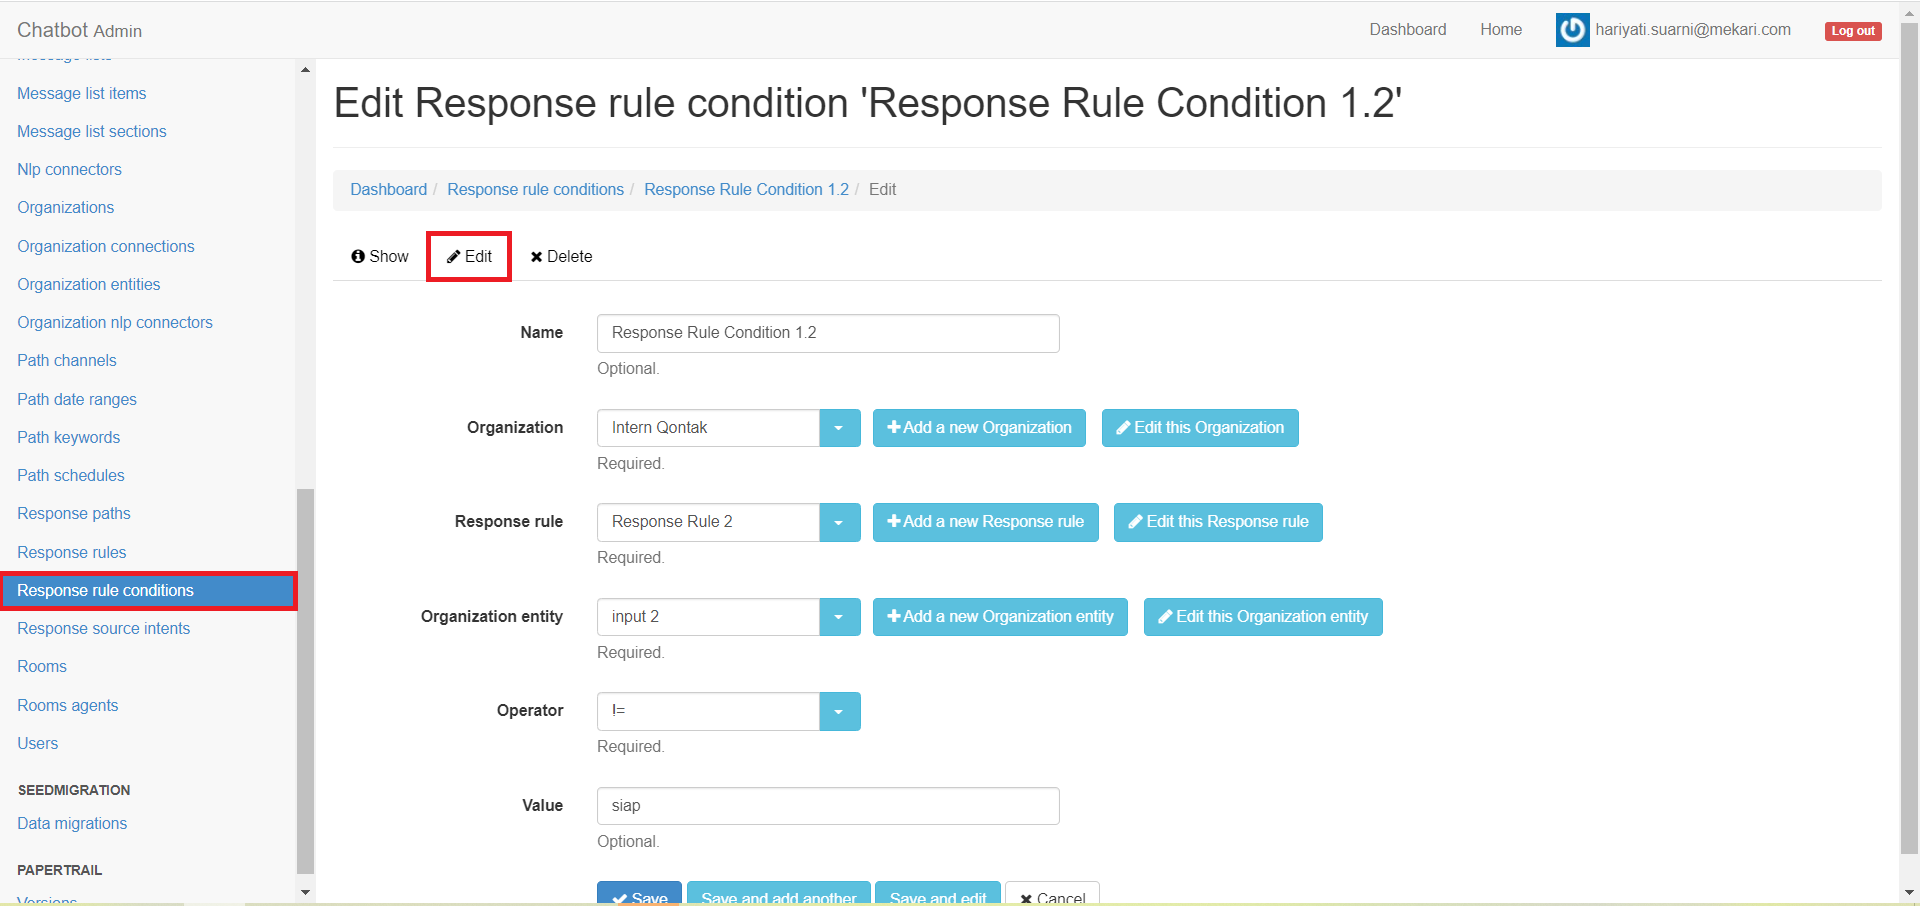 Chatbot Admin
Dashboard
Home
hariyati.suarni@mekari.com
Log out
Message lists
Message list items
Message list sections
Nlp connectors
Organizations
Organization connections
Organization entities
Organization nlp connectors
Path channels
Path date ranges
Path keywords
Path schedules
Response paths
Response rules
Response rule conditions
Response source intents
Rooms
Rooms agents
Users
SEEDMIGRATION
Data migrations
PAPERTRAIL
Versions
Edit Response rule condition 'Response Rule Condition 1.2'
Dashboard / Response rule conditions / Response Rule Condition 1.2 / Edit
Show Edit Delete
Name Response Rule Condition 1.2
Optional.
Organization Intern Qontak Add a new Organization Edit this Organization
Required.
Response rule Response Rule 2 Add a new Response rule Edit this Response rule
Required.
Organization entity input 2 Add a new Organization entity Edit this Organization entity
Required.
Operator !=
Required.
Value siap
Optional.
Save Save and add another Save and edit Cancel